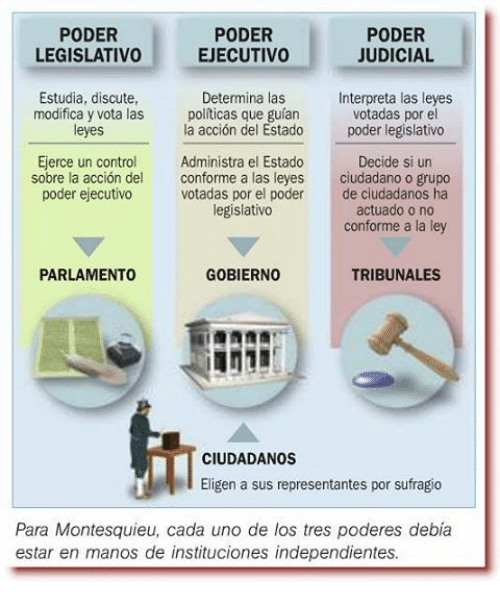 PODER
LEGISLATIVO
Estudia, discute,
modifica y vota las
leyes
Ejerce un control
sobre la acción del
poder ejecutivo
PARLAMENTO
PODER
EJECUTIVO
Determina las
políticas que guían
la acción del Estado
Administra el Estado
conforme a las leyes
votadas por el poder
legislativo
GOBIERNO
PODER
JUDICIAL
Interpreta las leyes
votadas por el
poder legislativo
Decide si un
ciudadano o grupo
de ciudadanos ha
actuado o no
conforme a la ley
TRIBUNALES
CIUDADANOS
Eligen a sus representantes por sufragio
Para Montesquieu, cada uno de los tres poderes debía
estar en manos de instituciones independientes.